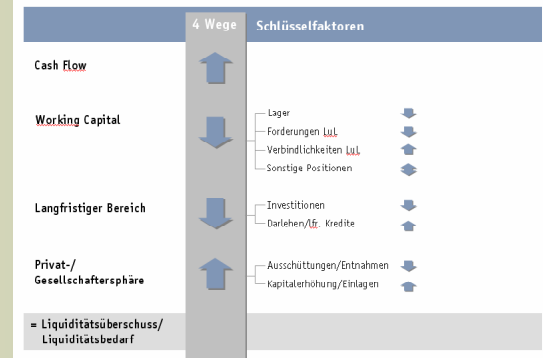 4 Wege Schlüsselfaktoren
Cash Flow
Working Capital
Lager
Forderungen LuL
Verbindlichkeiten LuL
Sonstige Positionen
Langfristiger Bereich
Investitionen
Darlehen/lfr. Kredite
Privat-/
Gesellschaftersphäre
Ausschüttungen/Entnahmen
Kapitalerhöhung/Einlagen
= Liquiditätsüberschuss/
Liquiditätsbedarf